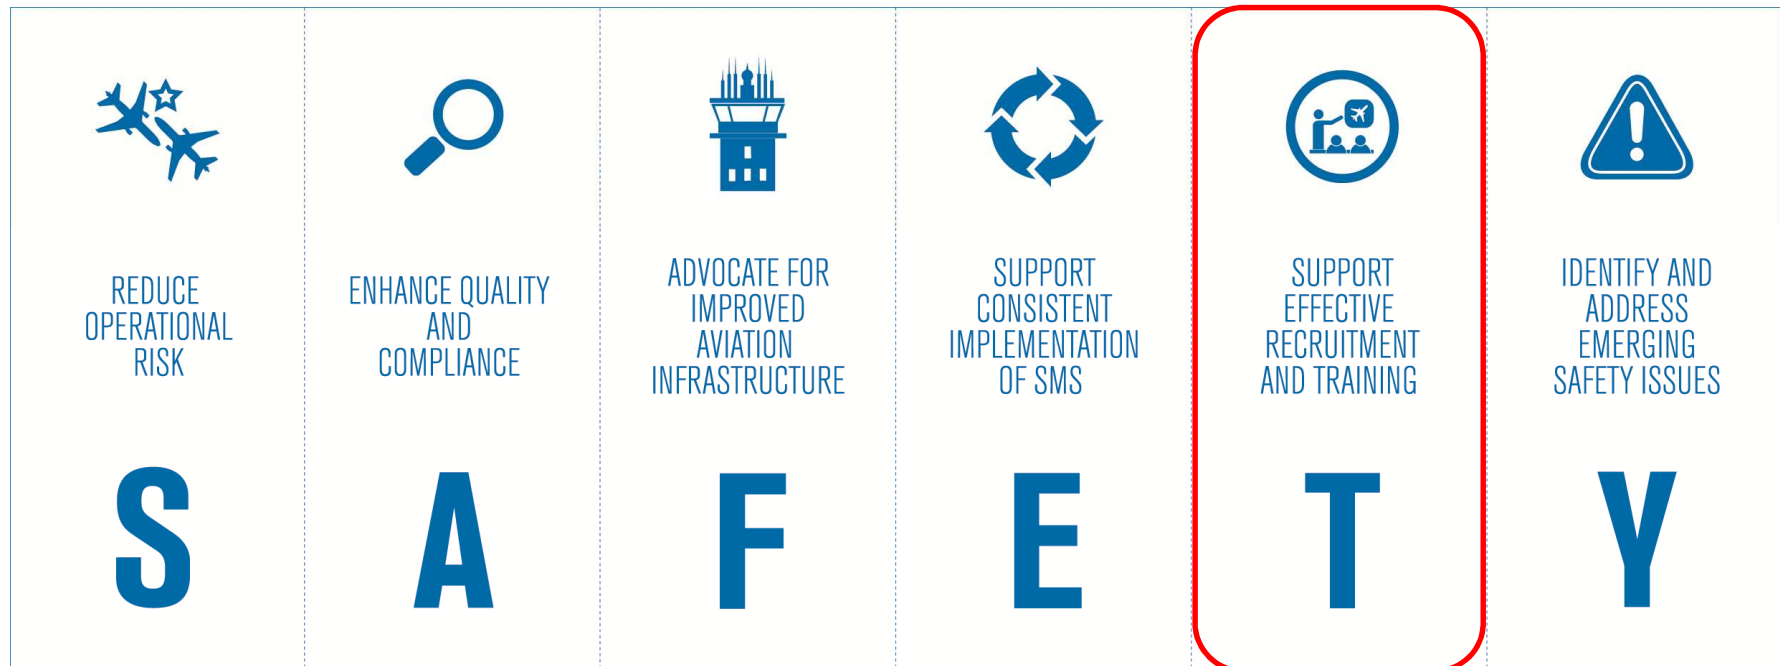 REDUCE
OPERATIONAL
RISK
ENHANCE QUALITY
AND
COMPLIANCE
ADVOCATE FOR
IMPROVED
AVIATION
INFRASTRUCTURE
SUPPORT
CONSISTENT
IMPLEMENTATION
OF SMS
SUPPORT
EFFECTIVE
RECRUITMENT
AND TRAINING
IDENTIFY AND
ADDRESS
EMERGING
SAFETY ISSUES
S A F E T Y